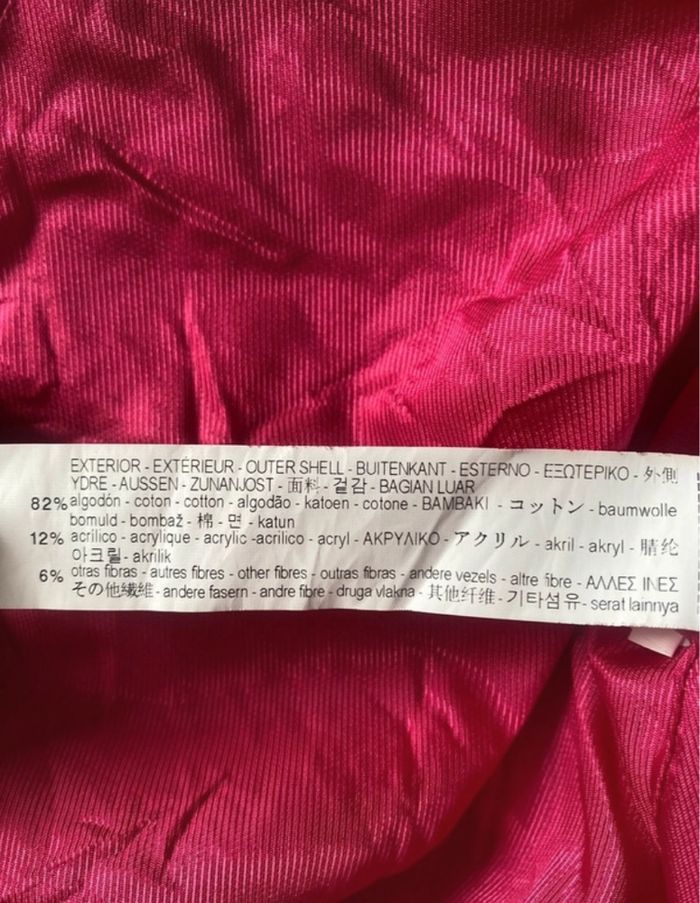 EXTERIOR - EXTÉRIEUR - OUTER SHELL - BUITENKANT - ESTERNO - ΕΞΩΤΕΡΙΚΟ - 外側
YDRE - AUSSEN - ZUNANJOST - 面料 - 겉감 - BAGIAN LUAR
82% algodón - coton - cotton - algodão - katoen - cotone - BAMBAKI - コットン - baumwolle
bomuld - bombaž - 棉 - 면 - katun
12% acrílico - acrylique - acrylic -acrílico - acryl - ΑΚΡΥΛΙΚΟ - アクリル - akril - akryl - 腈纶
아크릴 - akrilik
6% otras fibras - autres fibres - other fibres - outras fibras - andere vezels - altre fibre - ΑΛΛΕΣ ΙΝΕΣ
その他繊維 - andere fasern - andre fibre - druga vlakna - 其他纤维 - 기타섬유 - serat lainnya